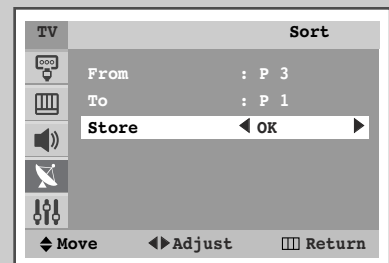 TV Sort
From : P 3
To : P 1
Store OK
Move Adjust Return